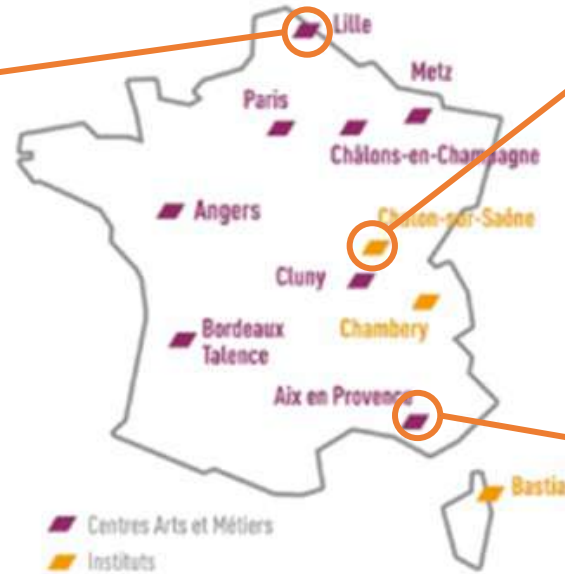 Lille
Metz
Paris
Châlons-en-Champagne
Angers
Chalon-sur-Saône
Cluny
Chambery
Bordeaux
Talence
Aix en Provence
Bastia
Centres Arts et Métiers
Instituts